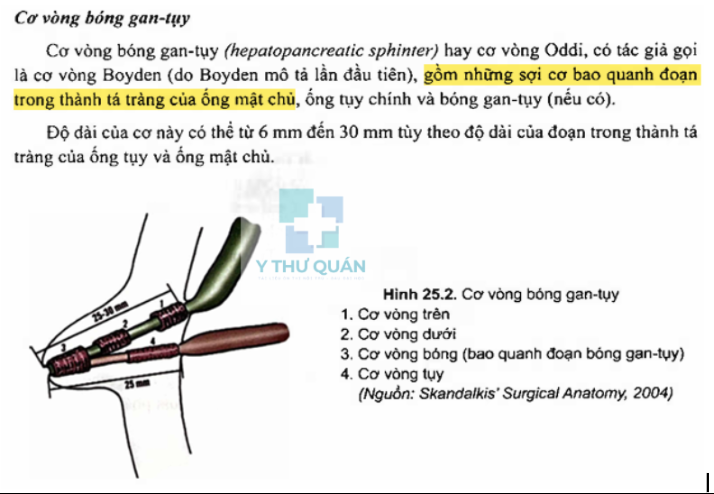 Cơ vòng bóng gan-tụy
Cơ vòng bóng gan-tụy (hepatopancreatic sphinter) hay cơ vòng Oddi, có tác giả gọi
là cơ vòng Boyden (do Boyden mô tả lần đầu tiên), gồm những sợi cơ bao quanh đoạn
trong thành tá tràng của ống mật chủ, ống tụy chính và bóng gan-tụy (nếu có).
Độ dài của cơ này có thể từ 6 mm đến 30 mm tùy theo độ dài của đoạn trong thành tá
tràng của ống tụy và ống mật chủ.
Y THƯ QUÁN
25-30 mm
1
2
3
4
25 mm
Hình 25.2. Cơ vòng bóng gan-tụy
1. Cơ vòng trên
2. Cơ vòng dưới
3. Cơ vòng bóng (bao quanh đoạn bóng gan-tụy)
4. Cơ vòng tụy
(Nguồn: Skandalkis' Surgical Anatomy, 2004)